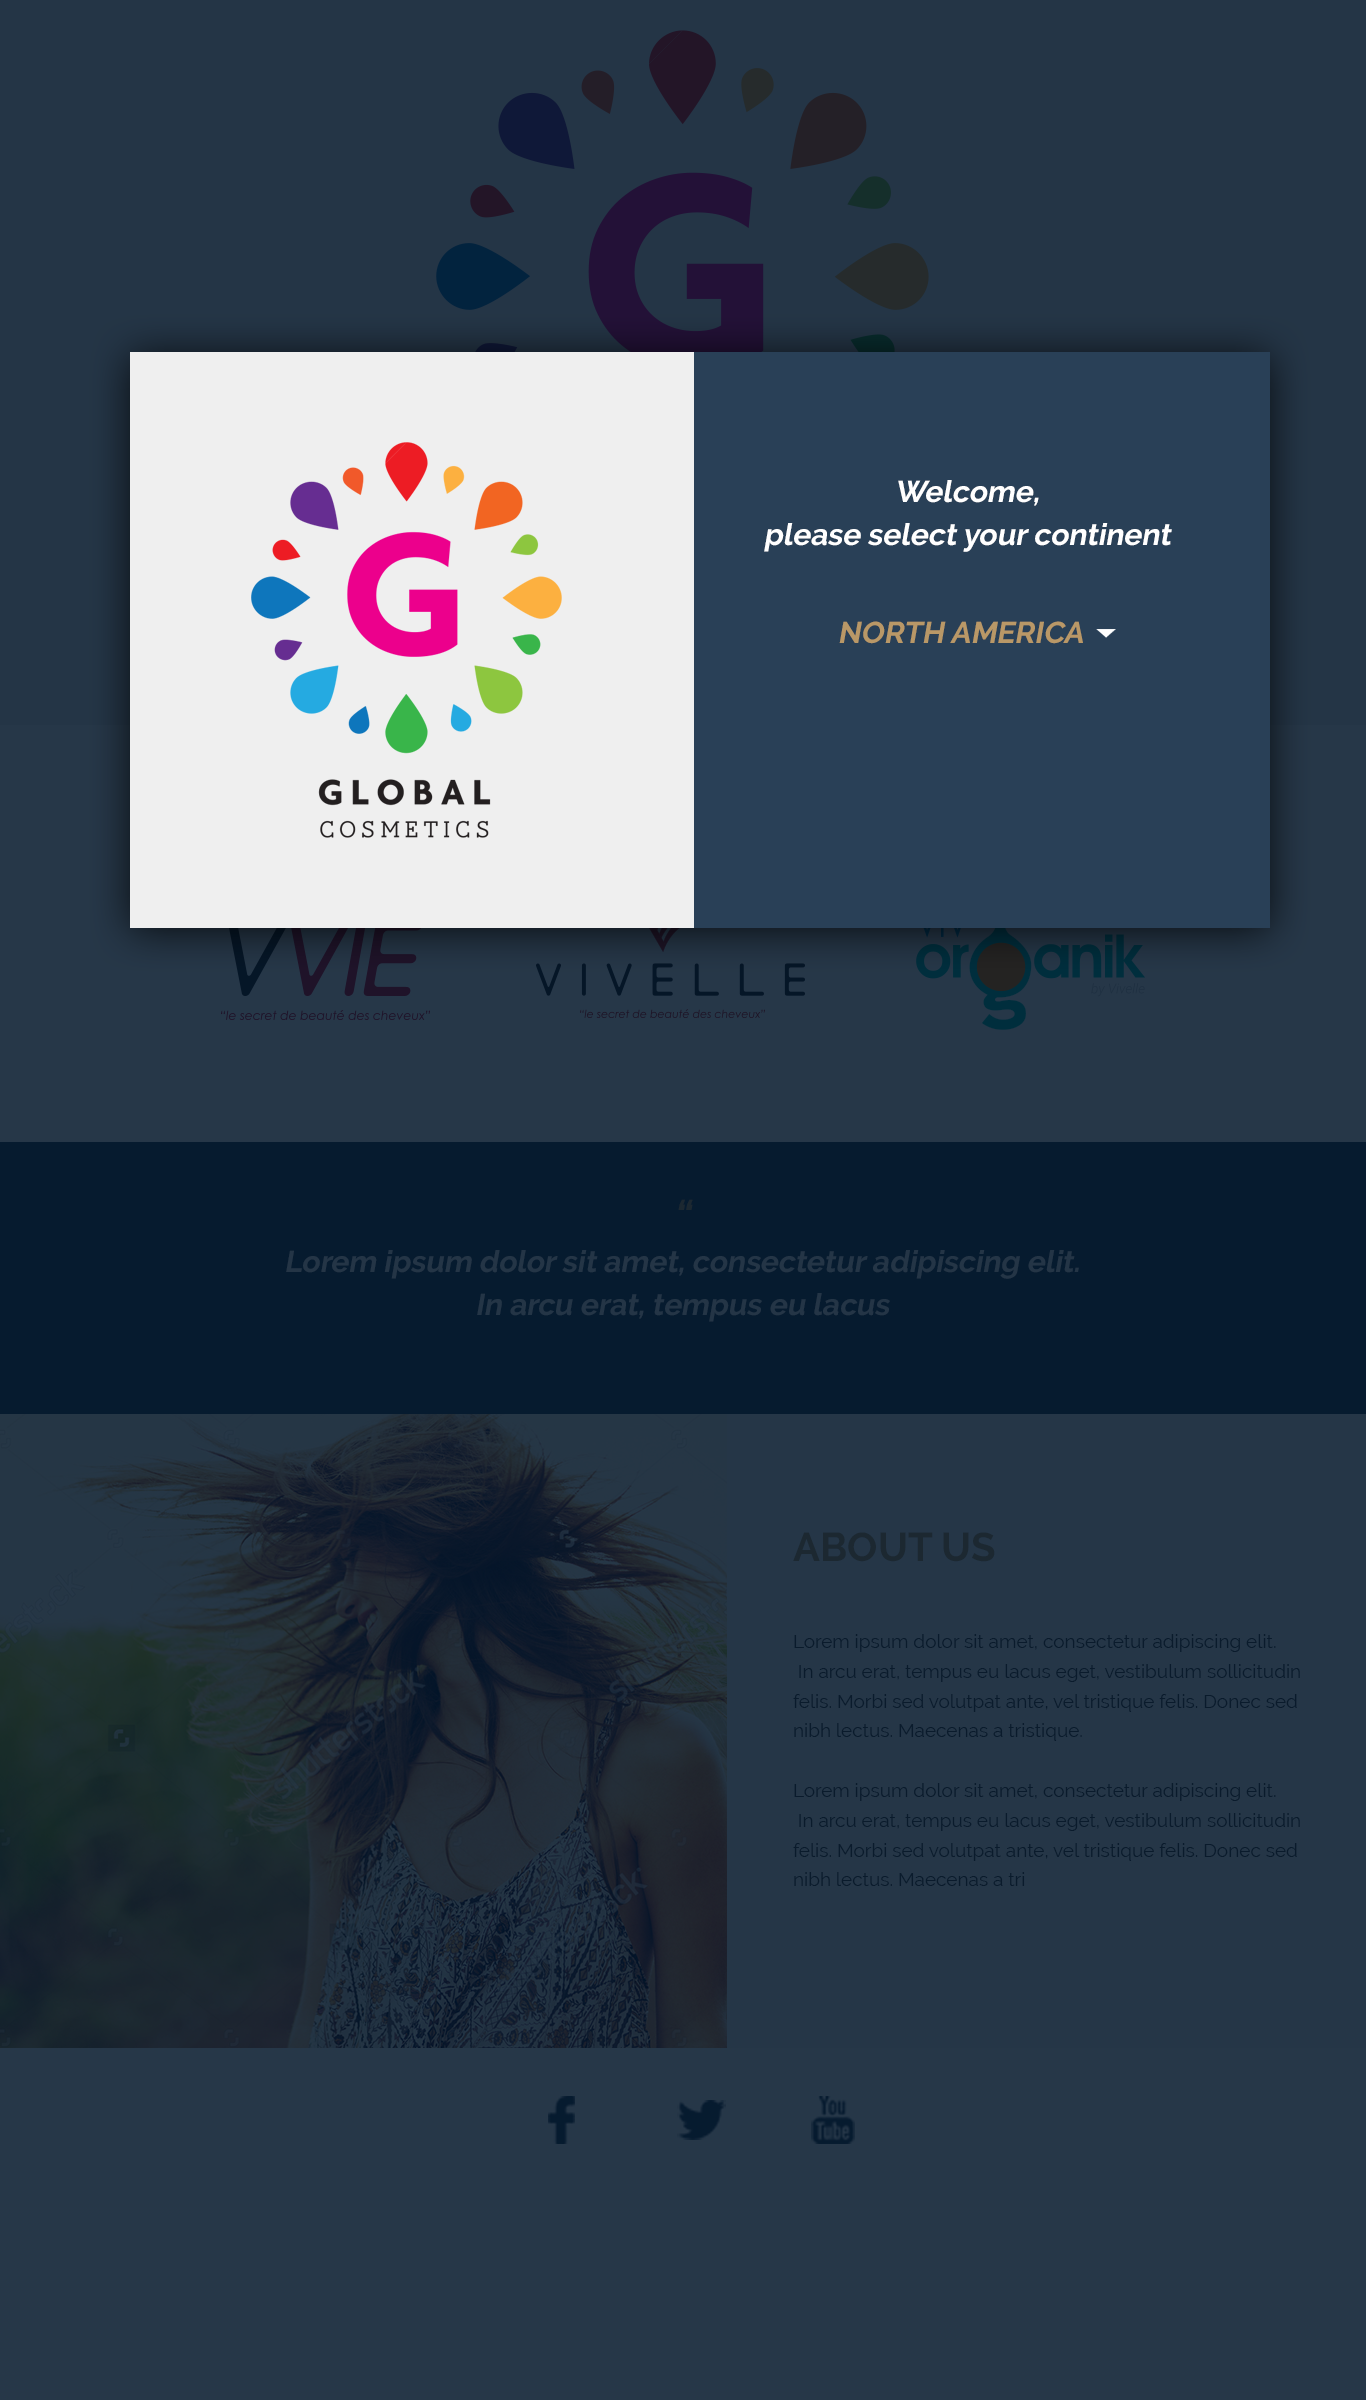 G
G
GLOBAL
COSMETICS
Welcome,
please select your continent
NORTH AMERICA
VVIE
"le secret de beauté des cheveux"
VIVELLE
"le secret de beauté des cheveux"
organik
by Vivelle
“
Lorem ipsum dolor sit amet, consectetur adipiscing elit.
In arcu erat, tempus eu lacus
shutterstock
ABOUT US
Lorem ipsum dolor sit amet, consectetur adipiscing elit.
In arcu erat, tempus eu lacus eget, vestibulum sollicitudin
felis. Morbi sed volutpat ante, vel tristique felis. Donec sed
nibh lectus. Maecenas a tristique.
Lorem ipsum dolor sit amet, consectetur adipiscing elit.
In arcu erat, tempus eu lacus eget, vestibulum sollicitudin
felis. Morbi sed volutpat ante, vel tristique felis. Donec sed
nibh lectus. Maecenas a tri
You
Tube